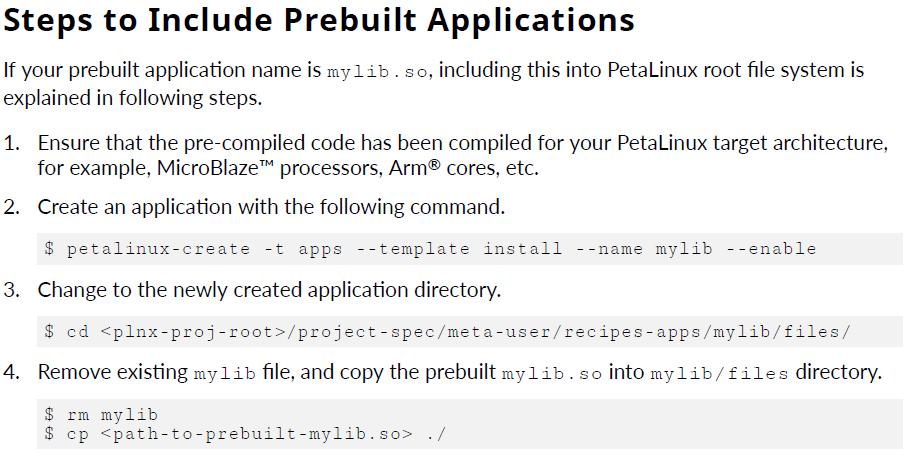 Steps to Include Prebuilt Applications
If your prebuilt application name is mylib.so, including this into PetaLinux root file system is
explained in following steps.
1. Ensure that the pre-compiled code has been compiled for your PetaLinux target architecture,
for example, MicroBlaze™ processors, Arm® cores, etc.
2. Create an application with the following command.
$ petalinux-create -t apps --template install --name mylib --enable
3. Change to the newly created application directory.
$ cd <plnx-proj-root>/project-spec/meta-user/recipes-apps/mylib/files/
4. Remove existing mylib file, and copy the prebuilt mylib.so into mylib/files directory.
$ rm mylib
$ cp <path-to-prebuilt-mylib.so> ./